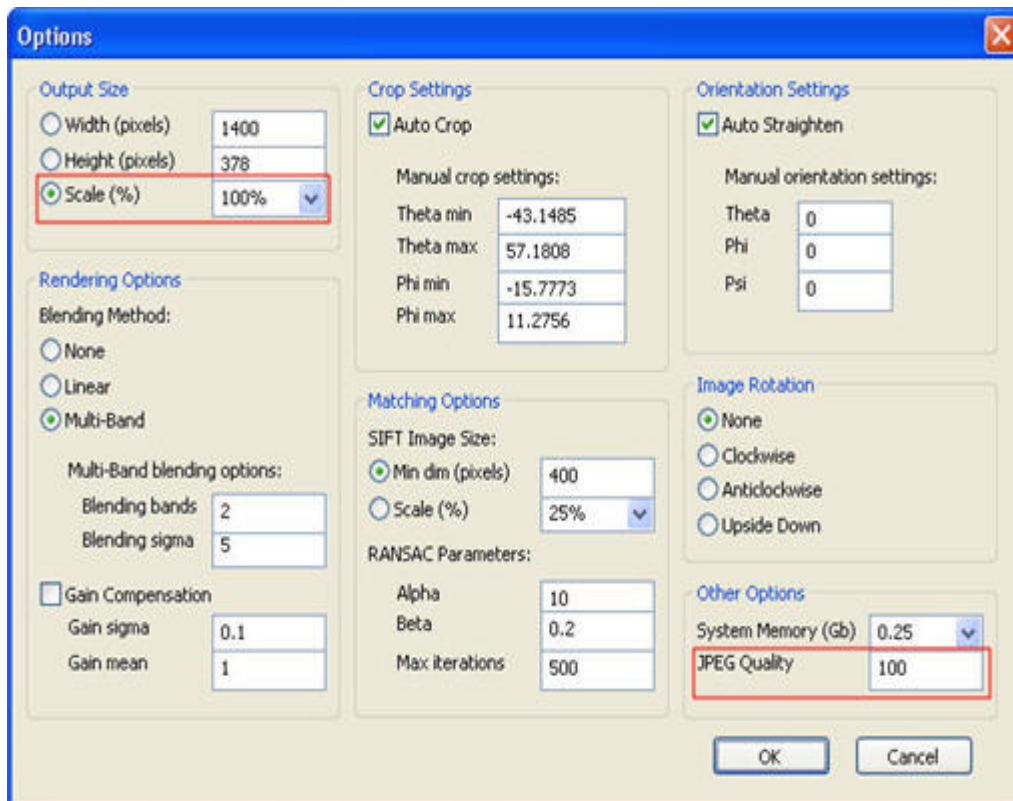 Options
Output Size
Width (pixels) 1400
Height (pixels) 378
Scale (%) 100%
Rendering Options
Blending Method:
None
Linear
Multi-Band
Multi-Band blending options:
Blending bands 2
Blending sigma 5
Gain Compensation
Gain sigma 0.1
Gain mean 1
Crop Settings
Auto Crop
Manual crop settings:
Theta min -43.1485
Theta max 57.1808
Phi min -15.7773
Phi max 11.2756
Matching Options
SIFT Image Size:
Min dim (pixels) 400
Scale (%) 25%
RANSAC Parameters:
Alpha 10
Beta 0.2
Max iterations 500
Orientation Settings
Auto Straighten
Manual orientation settings:
Theta 0
Phi 0
Psi 0
Image Rotation
None
Clockwise
Anticlockwise
Upside Down
Other Options
System Memory (Gb) 0.25
JPEG Quality 100
OK
Cancel